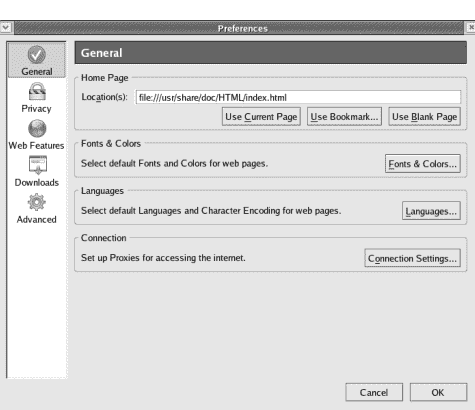 Preferences
General
Privacy
Web Features
Downloads
Advanced
General
Home Page
Location(s): file:///usr/share/doc/HTML/index.html
Use Current Page Use Bookmark... Use Blank Page
Fonts & Colors
Select default Fonts and Colors for web pages. Fonts & Colors...
Languages
Select default Languages and Character Encoding for web pages. Languages...
Connection
Set up Proxies for accessing the internet. Connection Settings...
Cancel OK